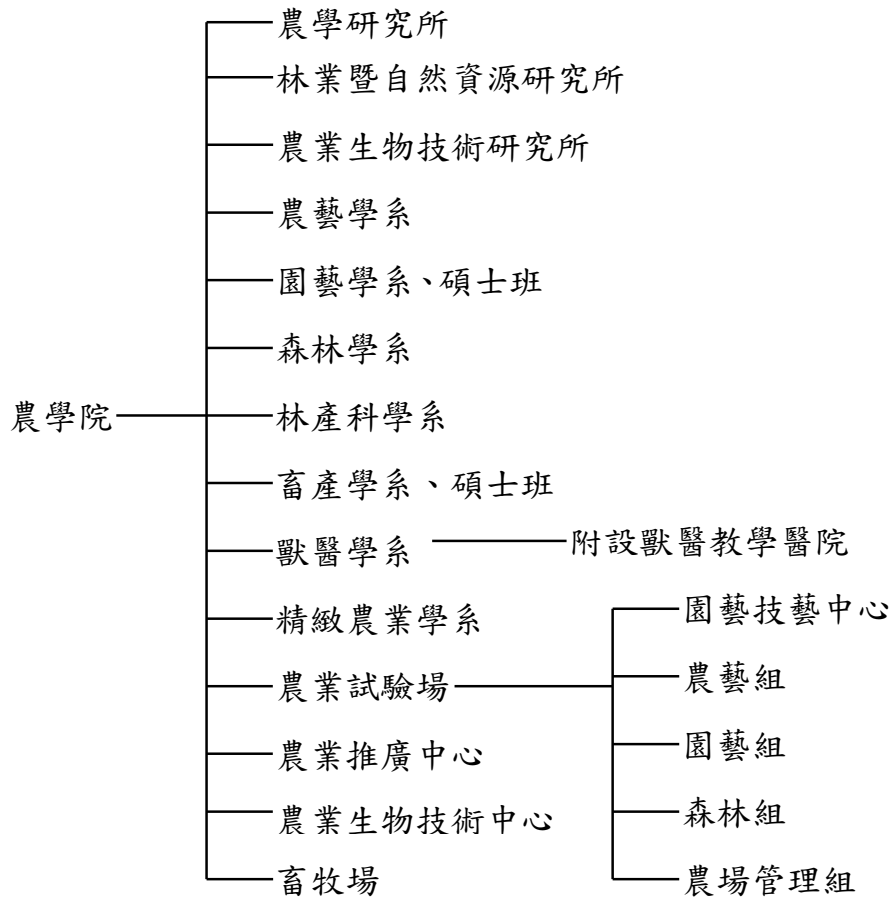 農學研究所
林業暨自然資源研究所
農業生物技術研究所
農藝學系
園藝學系、碩士班
森林學系
農學院
林產科學系
畜產學系、碩士班
獸醫學系
附設獸醫教學醫院
精緻農業學系
農業試驗場
農業推廣中心
農業生物技術中心
畜牧場
園藝技藝中心
農藝組
園藝組
森林組
農場管理組